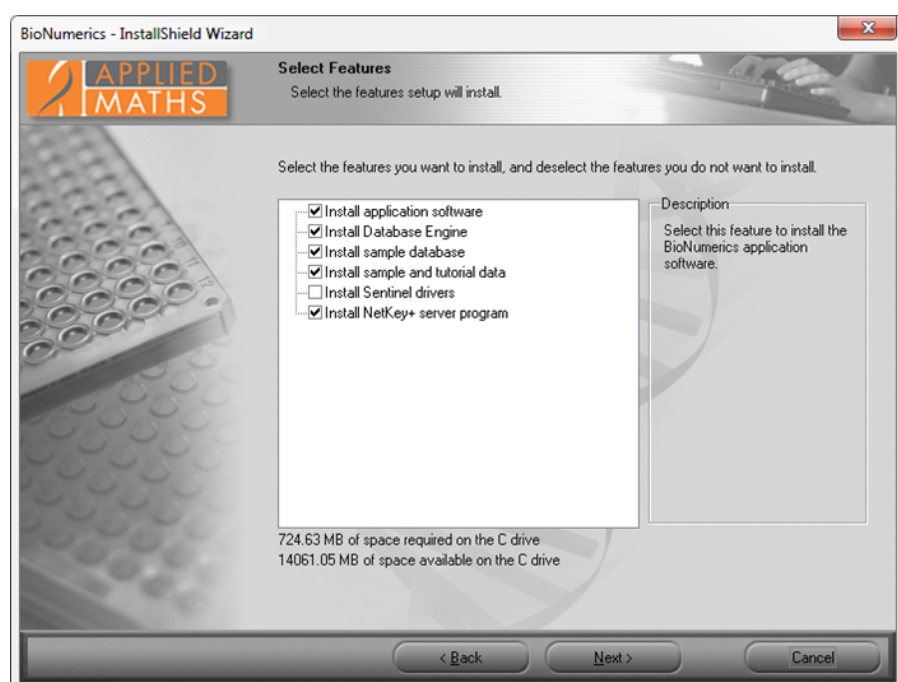 BioNumerics - InstallShield Wizard
APPLIED
MATHS
Select Features
Select the features setup will install.
Select the features you want to install, and deselect the features you do not want to install.
Install application software
Install Database Engine
Install sample database
Install sample and tutorial data
Install Sentinel drivers
Install NetKey+ server program
Description
Select this feature to install the
BioNumerics application
software.
724.63 MB of space required on the C drive
14061.05 MB of space available on the C drive
< Back
Next >
Cancel